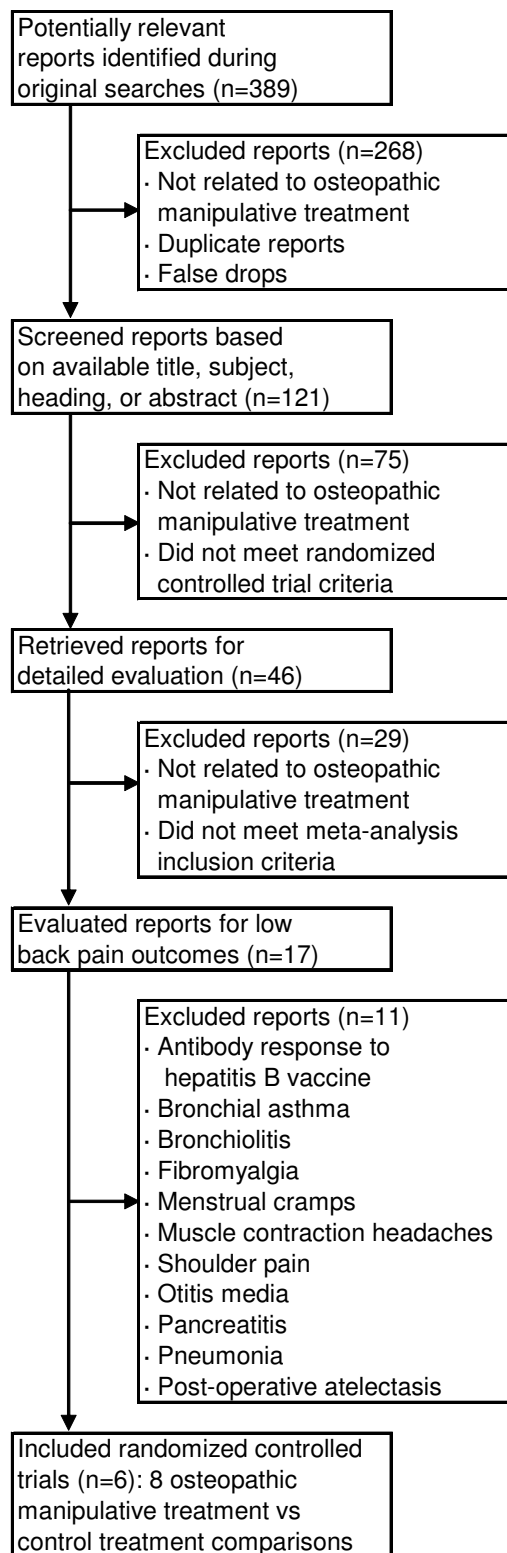 Potentially relevant
reports identified during
original searches (n=389)
Excluded reports (n=268)
· Not related to osteopathic
manipulative treatment
· Duplicate reports
· False drops
Screened reports based
on available title, subject,
heading, or abstract (n=121)
Excluded reports (n=75)
· Not related to osteopathic
manipulative treatment
· Did not meet randomized
controlled trial criteria
Retrieved reports for
detailed evaluation (n=46)
Excluded reports (n=29)
· Not related to osteopathic
manipulative treatment
· Did not meet meta-analysis
inclusion criteria
Evaluated reports for low
back pain outcomes (n=17)
Excluded reports (n=11)
· Antibody response to
hepatitis B vaccine
· Bronchial asthma
· Bronchiolitis
· Fibromyalgia
· Menstrual cramps
· Muscle contraction headaches
· Shoulder pain
· Otitis media
· Pancreatitis
· Pneumonia
· Post-operative atelectasis
Included randomized controlled
trials (n=6): 8 osteopathic
manipulative treatment vs
control treatment comparisons